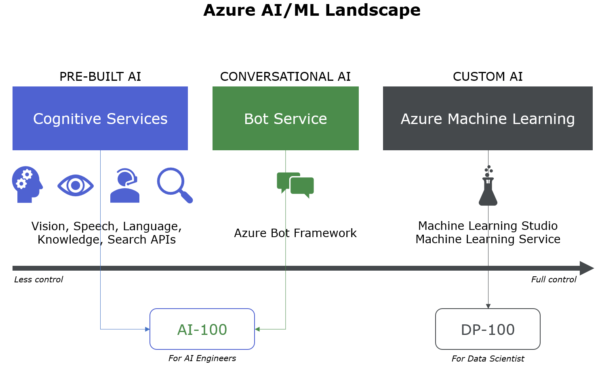 Azure AI/ML Landscape
PRE-BUILT AI
CONVERSATIONAL AI
CUSTOM AI
Cognitive Services
Bot Service
Azure Machine Learning
Vision, Speech, Language,
Knowledge, Search APIs
Azure Bot Framework
Machine Learning Studio
Machine Learning Service
Less control
Full control
AI-100
DP-100
For AI Engineers
For Data Scientist